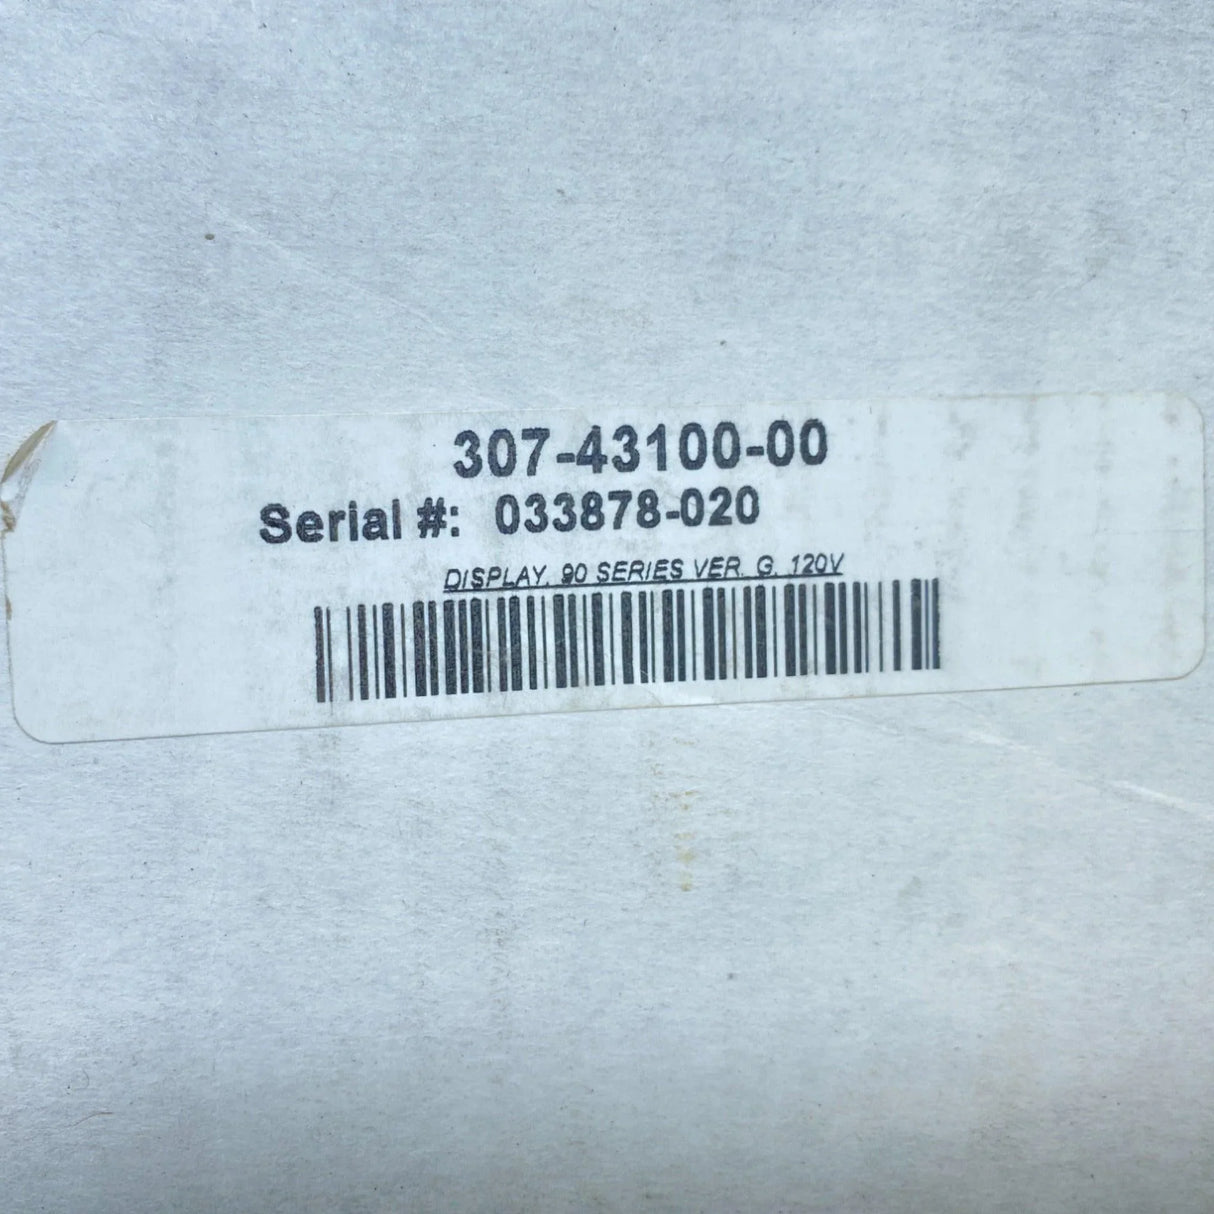 307-43100-00
Serial #: 033878-020
DISPLAY, 90 SERIES VER. G, 120V